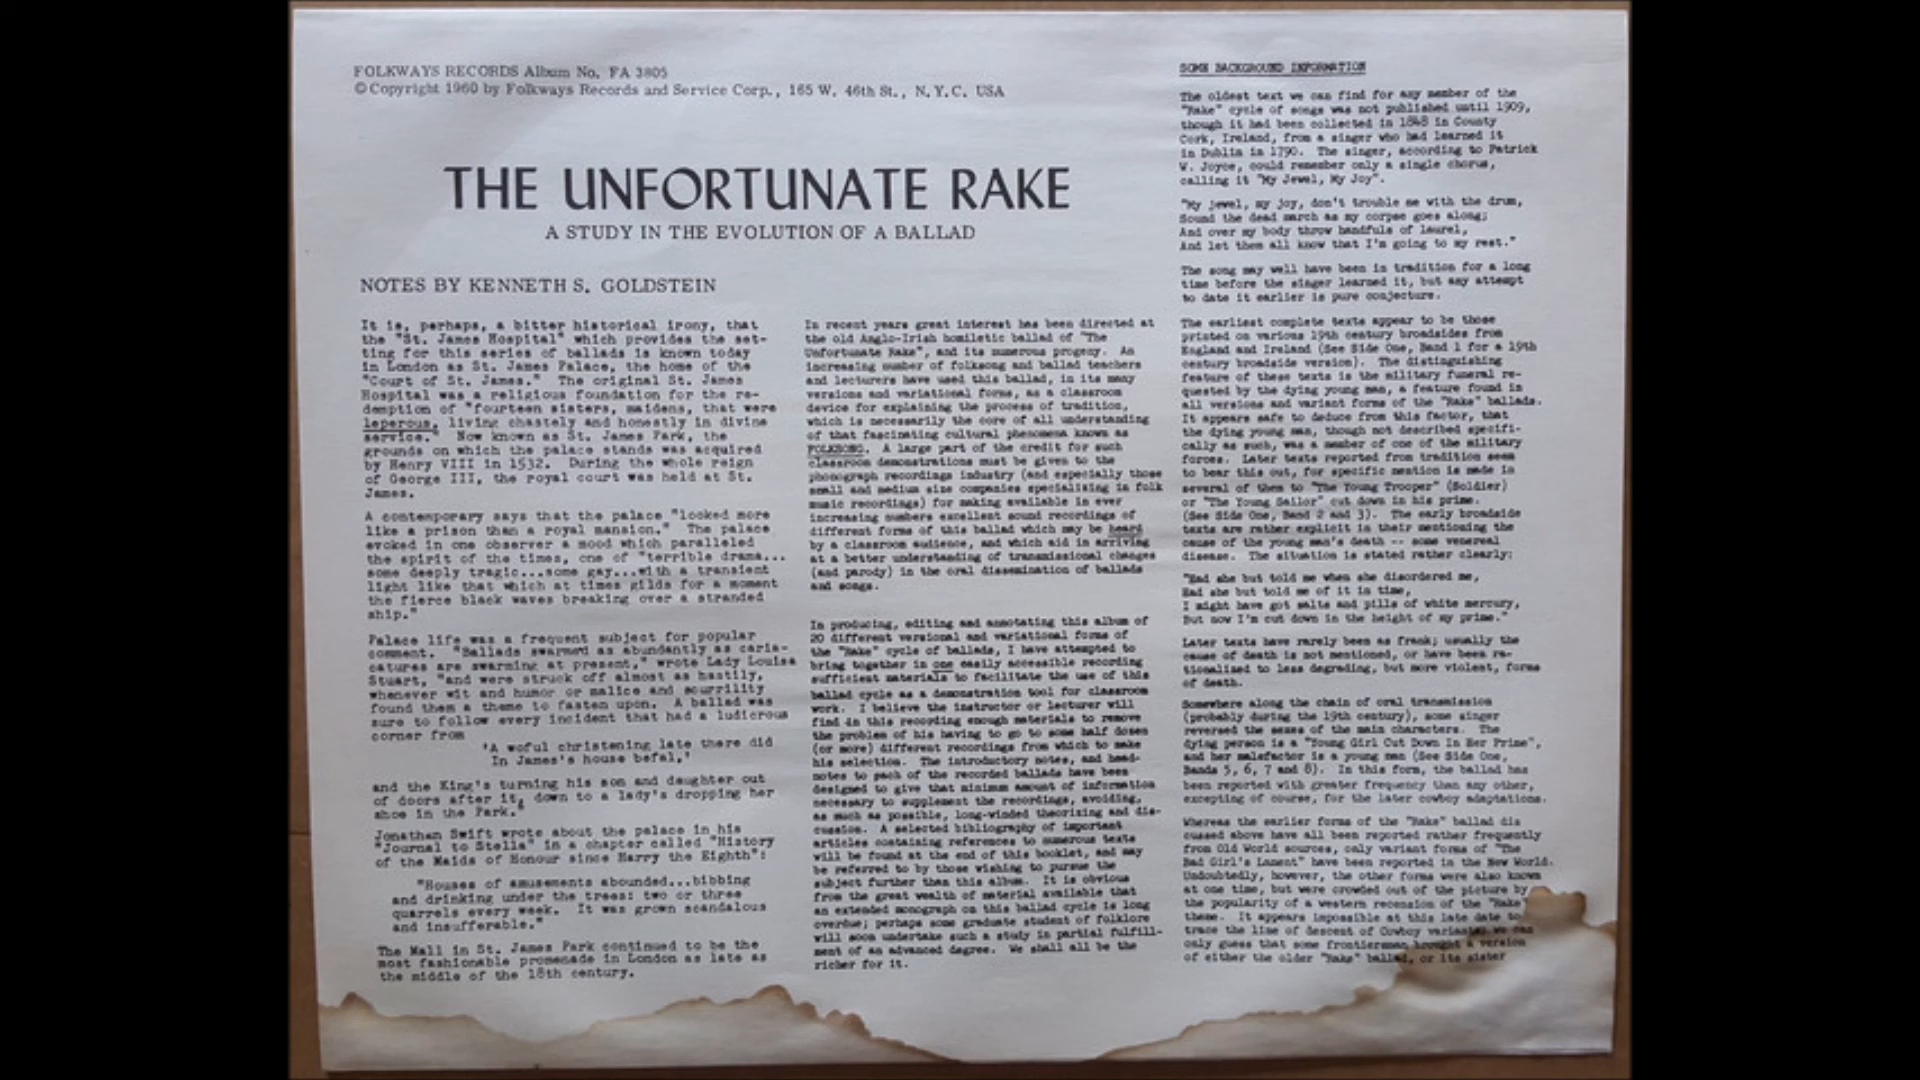 FOLKWAYS RECORDS Album No. FA 3805
© Copyright 1960 by Folkways Records and Service Corp., 165 W. 46th St., N.Y.C. USA
THE UNFORTUNATE RAKE
A STUDY IN THE EVOLUTION OF A BALLAD
NOTES BY KENNETH S. GOLDSTEIN
It is, perhaps, a bitter historical irony, that
the "St. James Hospital" which provides the set-
ting for this series of ballads is known today
in London as St. James Palace, the home of the
"Court of St. James." The original St. James
Hospital was a religious foundation for the re-
demption of "fourteen sisters, maidens, that were
leperous, living chastely and honestly in divine
service." Now known as St. James Park, the
grounds on which the palace stands was acquired
by Henry VIII in 1532. During the whole reign
of George III, the royal court was held at St.
James.
A contemporary says that the palace "looked more
like a prison than a royal mansion." The palace
evoked in one observer a mood which paralleled
the spirit of the times, one of "terrible drama...
some deeply tragic...some gay...with a transient
light like that which at times gilds for a moment
the fierce black waves breaking over a stranded
ship."
Palace life was a frequent subject for popular
comment. "Ballads swarmed as abundantly as caric-
catures are swarming at present," wrote Lady Louisa
Stuart, "and were struck off almost as hastily,
whenever wit and humor or malice and scurrility
found them a theme to fasten upon. A ballad was
sure to follow every incident that had a ludicrous
corner from
'A woful christening late there did
In James's house befal,'
and the King's turning his son and daughter out
of doors after it, down to a lady's dropping her
shoe in the Park."
Jonathan Swift wrote about the palace in his
"Journal to Stella" in a chapter called "History
of the Maids of Honour since Harry the Eighth":
"Houses of amusements abounded...bibbing
and drinking under the trees: two or three
quarrels every week. It was grown scandalous
and insufferable."
The Mall in St. James Park continued to be the
most fashionable promenade in London as late as
the middle of the 18th century.
In recent years great interest has been directed at
the old Anglo-Irish homiletic ballad of "The
Unfortunate Rake", and its numerous progeny. An
increasing number of folksong and ballad teachers
and lecturers have used this ballad, in its many
versions and variational forms, as a classroom
device for explaining the process of tradition,
which is necessarily the core of all understanding
of that fascinating cultural phenomena known as
FOLKSONG. A large part of the credit for such
classroom demonstrations must be given to the
phonograph recordings industry (and especially those
small and medium size companies specializing in folk
music recordings) for making available in ever
increasing numbers excellent sound recordings of
different forms of this ballad which may be heard
by a classroom audience, and which aid in arriving
at a better understanding of transmissional changes
(and parody) in the oral dissemination of ballads
and songs.
In producing, editing and annotating this album of
20 different versional and variational forms of
the "Rake" cycle of ballads, I have attempted to
bring together in one easily accessible recording
sufficient materials to facilitate the use of this
ballad cycle as a demonstration tool for classroom
work. I believe the instructor or lecturer will
find in this recording enough materials to remove
the problem of his having to go to some half dozen
(or more) different recordings from which to make
his selection. The introductory notes, and head-
notes to each of the recorded ballads have been
designed to give that minimum amount of information
necessary to supplement the recordings, avoiding,
as much as possible, long-winded theorizing and dis-
cussion. A selected bibliography of important
articles containing references to numerous texts
will be found at the end of this booklet, and may
be referred to by those wishing to pursue the
subject further than this album. It is obvious
from the great wealth of material available that
an extended monograph on this ballad cycle is long
overdue; perhaps some graduate student of folklore
will soon undertake such a study in partial fulfill-
ment of an advanced degree. We shall all be the
richer for it.
SOME BACKGROUND INFORMATION
The oldest text we can find for any member of the
"Rake" cycle of songs was not published until 1909,
though it had been collected in 1848 in County
Cork, Ireland, from a singer who had learned it
in Dublin in 1790. The singer, according to Patrick
W. Joyce, could remember only a single chorus,
calling it "My Jewel, My Joy".
"My jewel, my joy, don't trouble me with the drum,
Sound the dead march as my corpse goes along;
And over my body throw handfuls of laurel,
And let them all know that I'm going to my rest."
The song may well have been in tradition for a long
time before the singer learned it, but any attempt
to date it earlier is pure conjecture.
The earliest complete texts appear to be those
printed on various 19th century broadsides from
England and Ireland (See Side One, Band 1 for a 19th
century broadside version). The distinguishing
feature of these texts is the military funeral re-
quested by the dying young man, a feature found in
all versions and variant forms of the "Rake" ballads.
It appears safe to deduce from this factor, that
the dying young man, though not described specifi-
cally as such, was a member of one of the military
forces. Later texts reported from tradition seem
to bear this out, for specific mention is made in
several of them to "The Young Trooper" (Soldier)
or "The Young Sailor" cut down in his prime.
(See Side One, Band 2 and 3). The early broadside
texts are rather explicit in their mentioning the
cause of the young man's death -- some venereal
disease. The situation is stated rather clearly:
"Had she but told me when she disordered me,
Had she but told me of it in time,
I might have got salts and pills of white mercury,
But now I'm cut down in the height of my prime."
Later texts have rarely been as frank; usually the
cause of death is not mentioned, or have been ra-
tionalized to less degrading, but more violent, forms
of death.
Somewhere along the chain of oral transmission
(probably during the 19th century), some singer
reversed the sexes of the main characters. The
dying person is a "Young Girl Cut Down In Her Prime",
and her malefactor is a young man (See Side One,
Bands 5, 6, 7 and 8). In this form, the ballad has
been reported with greater frequency than any other,
excepting of course, for the later cowboy adaptations.
Whereas the earlier forms of the "Rake" ballad dis
cussed above have all been reported rather frequently
from Old World sources, only variant forms of "The
Bad Girl's Lament" have been reported in the New World.
Undoubtedly, however, the other forms were also known
at one time, but were crowded out of the picture by
the popularity of a western recension of the "Rake"
theme. It appears impossible at this late date to
trace the line of descent of Cowboy variants; we can
only guess that some frontiersman brought a version
of either the older "Rake" ballad, or its sister